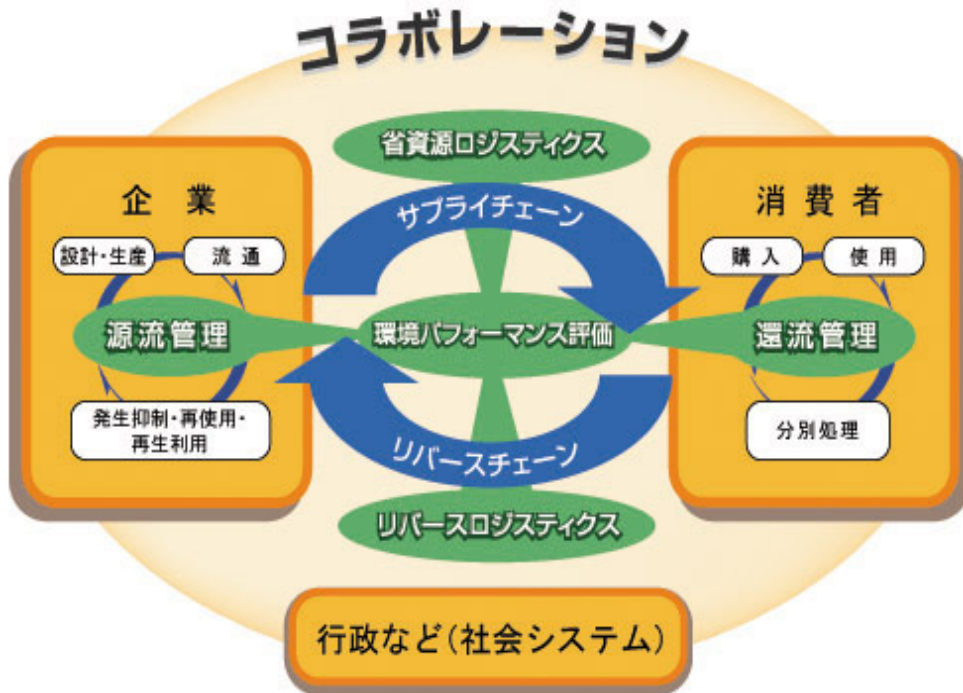 コラボレーション
省資源ロジスティクス
サプライチェーン
企業
設計・生産
流通
源流管理
発生抑制・再使用・
再生利用
環境パフォーマンス評価
消費者
購入
使用
還流管理
分別処理
リバースチェーン
リバースロジスティクス
行政など(社会システム)